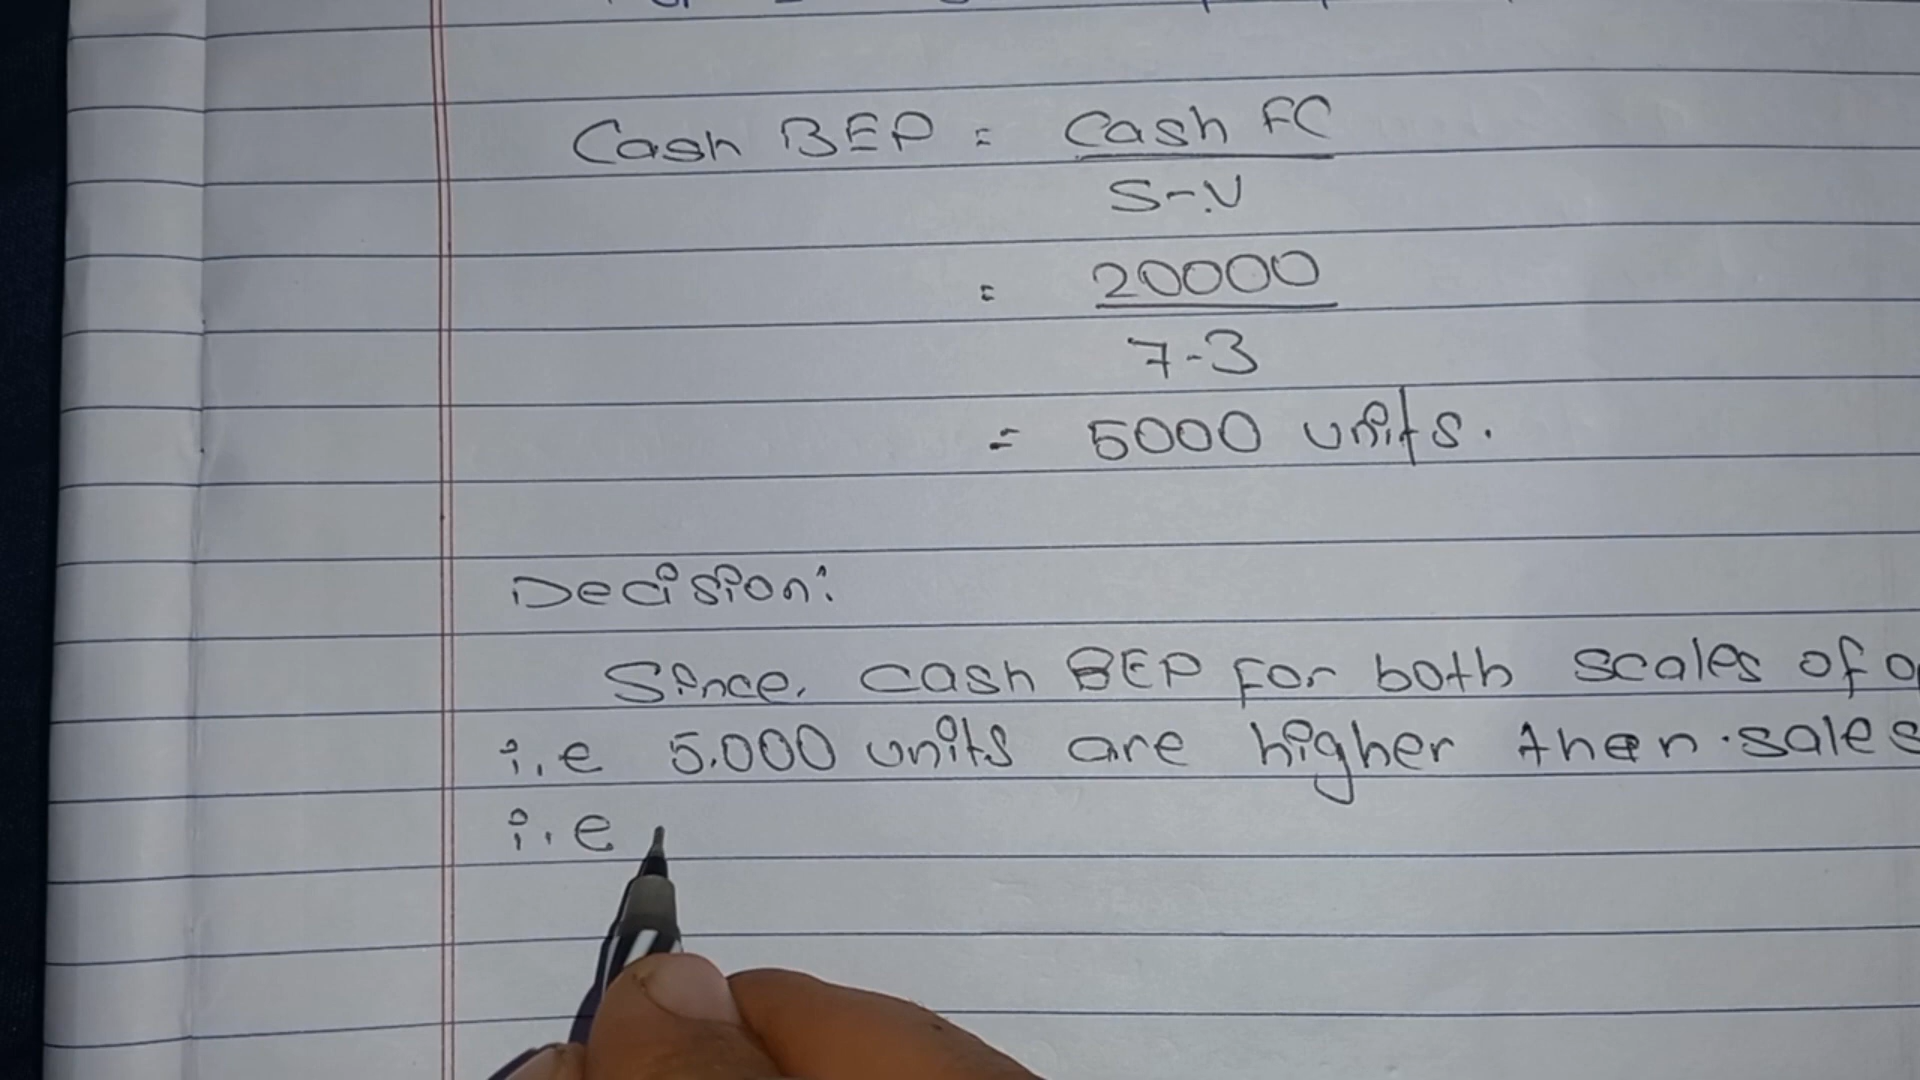 Cash BEP = Cash FC
S-V
= 20000
7-3
= 5000 units.
Decision:
Since, cash BEP for both scales of
i.e 5.000 units are higher then sales
i.e